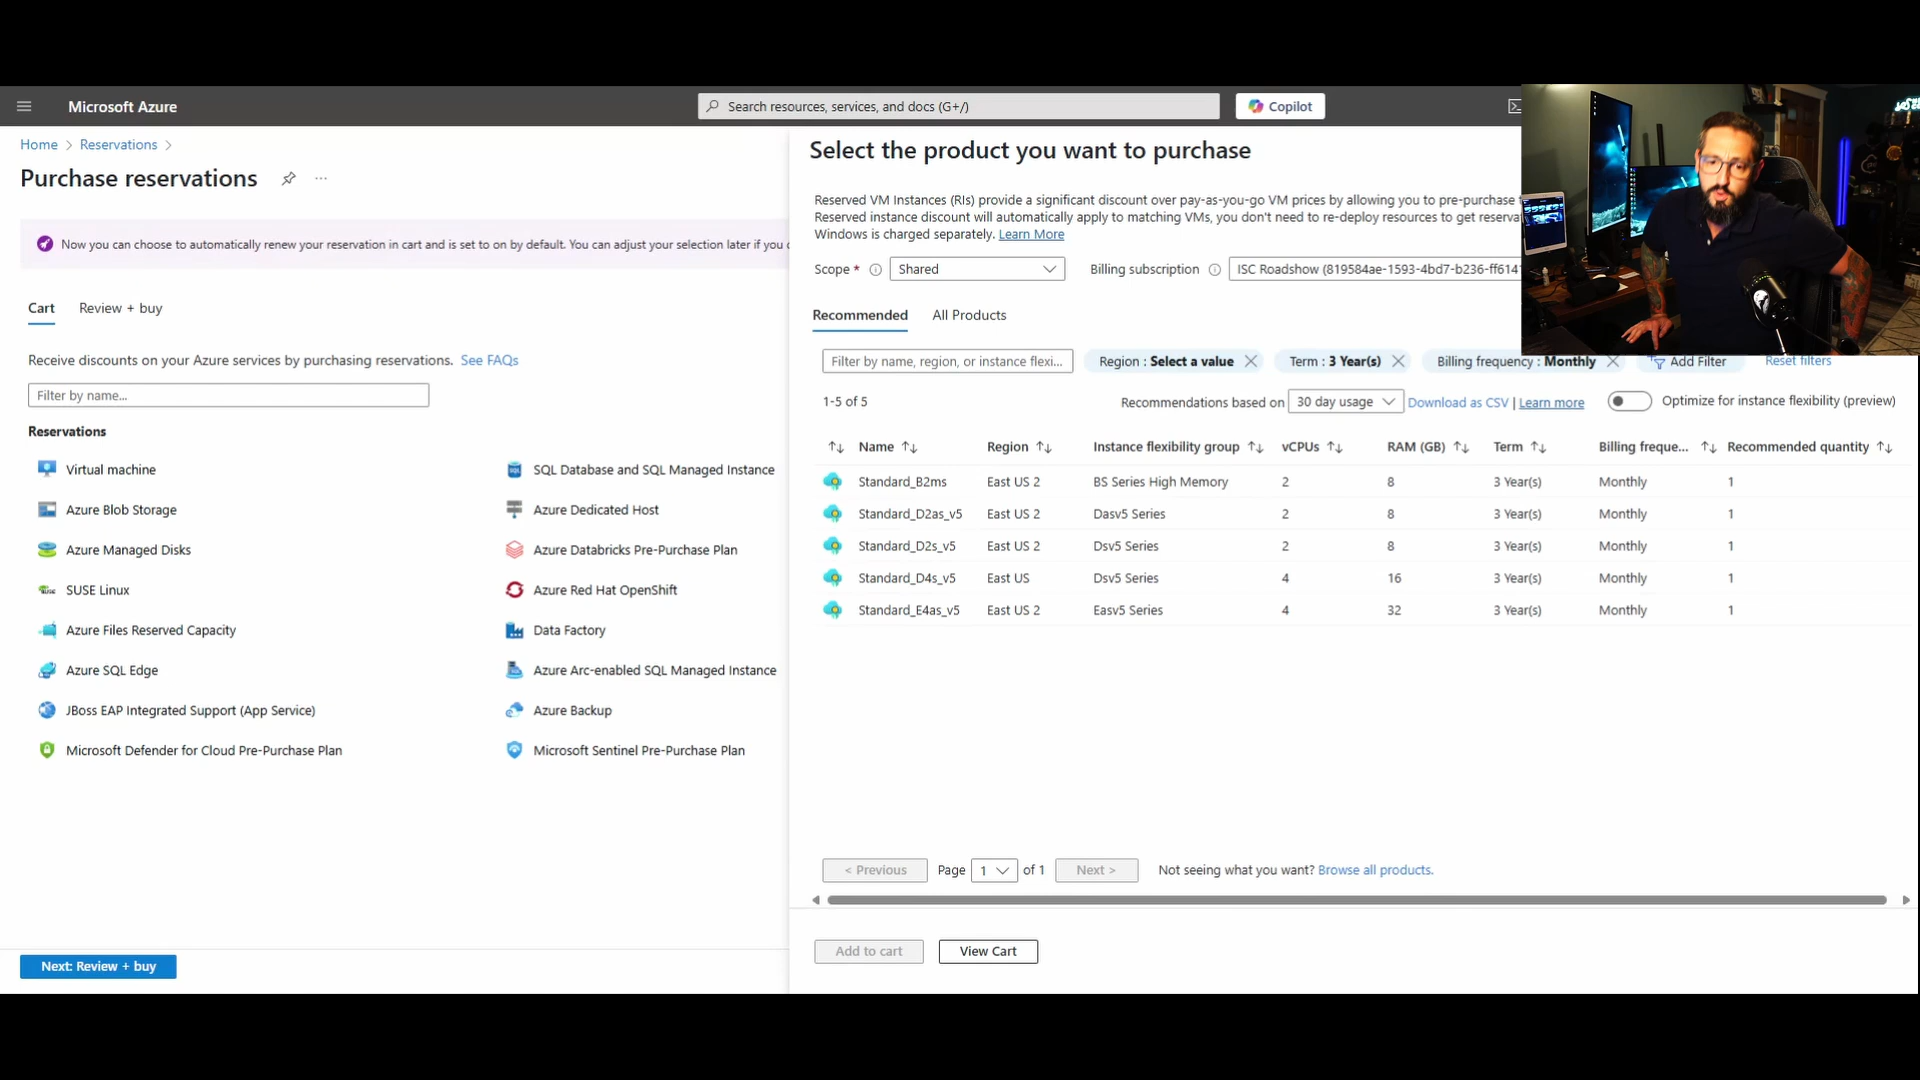 Microsoft Azure
Search resources, services, and docs (G+/)
Copilot
Home > Reservations >
Purchase reservations
Now you can choose to automatically renew your reservation in cart and is set to on by default. You can adjust your selection later if you
Cart
Review + buy
Receive discounts on your Azure services by purchasing reservations. See FAQs
Filter by name...
Reservations
Virtual machine
SQL Database and SQL Managed Instance
Azure Blob Storage
Azure Dedicated Host
Azure Managed Disks
Azure Databricks Pre-Purchase Plan
SUSE Linux
Azure Red Hat OpenShift
Azure Files Reserved Capacity
Data Factory
Azure SQL Edge
Azure Arc-enabled SQL Managed Instance
JBoss EAP Integrated Support (App Service)
Azure Backup
Microsoft Defender for Cloud Pre-Purchase Plan
Microsoft Sentinel Pre-Purchase Plan
Next: Review + buy
Select the product you want to purchase
Reserved VM Instances (RIs) provide a significant discount over pay-as-you-go VM prices by allowing you to pre-purchase
Reserved instance discount will automatically apply to matching VMs, you don't need to re-deploy resources to get
Windows is charged separately. Learn More
Scope * Shared
Billing subscription ISC Roadshow (819584ae-1593-4bd7-b236-ff614
Recommended
All Products
Filter by name, region, or instance flexi...
Region : Select a value
Term : 3 Year(s)
Billing frequency : Monthly
Add Filter
Reset filters
1-5 of 5
Recommendations based on 30 day usage
Download as CSV | Learn more
Optimize for instance flexibility (preview)
Name Region Instance flexibility group vCPUs RAM (GB) Term Billing freque... Recommended quantity
Standard_B2ms East US 2 BS Series High Memory 2 8 3 Year(s) Monthly 1
Standard_D2as_v5 East US 2 Dasv5 Series 2 8 3 Year(s) Monthly 1
Standard_D2s_v5 East US 2 Dsv5 Series 2 8 3 Year(s) Monthly 1
Standard_D4s_v5 East US Dsv5 Series 4 16 3 Year(s) Monthly 1
Standard_E4as_v5 East US 2 Easv5 Series 4 32 3 Year(s) Monthly 1
< Previous
Page 1 of 1
Next >
Not seeing what you want? Browse all products.
Add to cart
View Cart